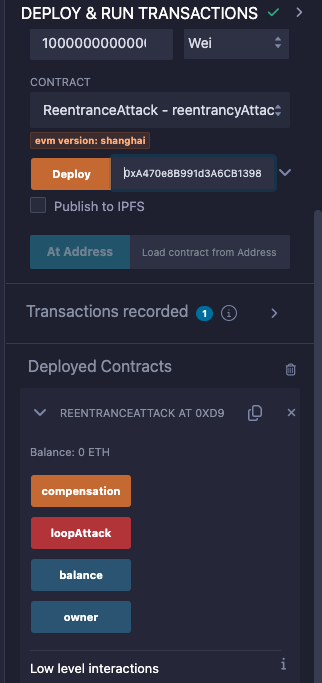 DEPLOY & RUN TRANSACTIONS
1000000000000 Wei
CONTRACT
ReentranceAttack - reentrancyAttac
evm version: shanghai
Deploy 0xA470e8B991d3A6CB1398
Publish to IPFS
At Address Load contract from Address
Transactions recorded 1 i
Deployed Contracts
REENTRANCEATTACK AT 0XD9
Balance: 0 ETH
compensation
loopAttack
balance
owner
Low level interactions i